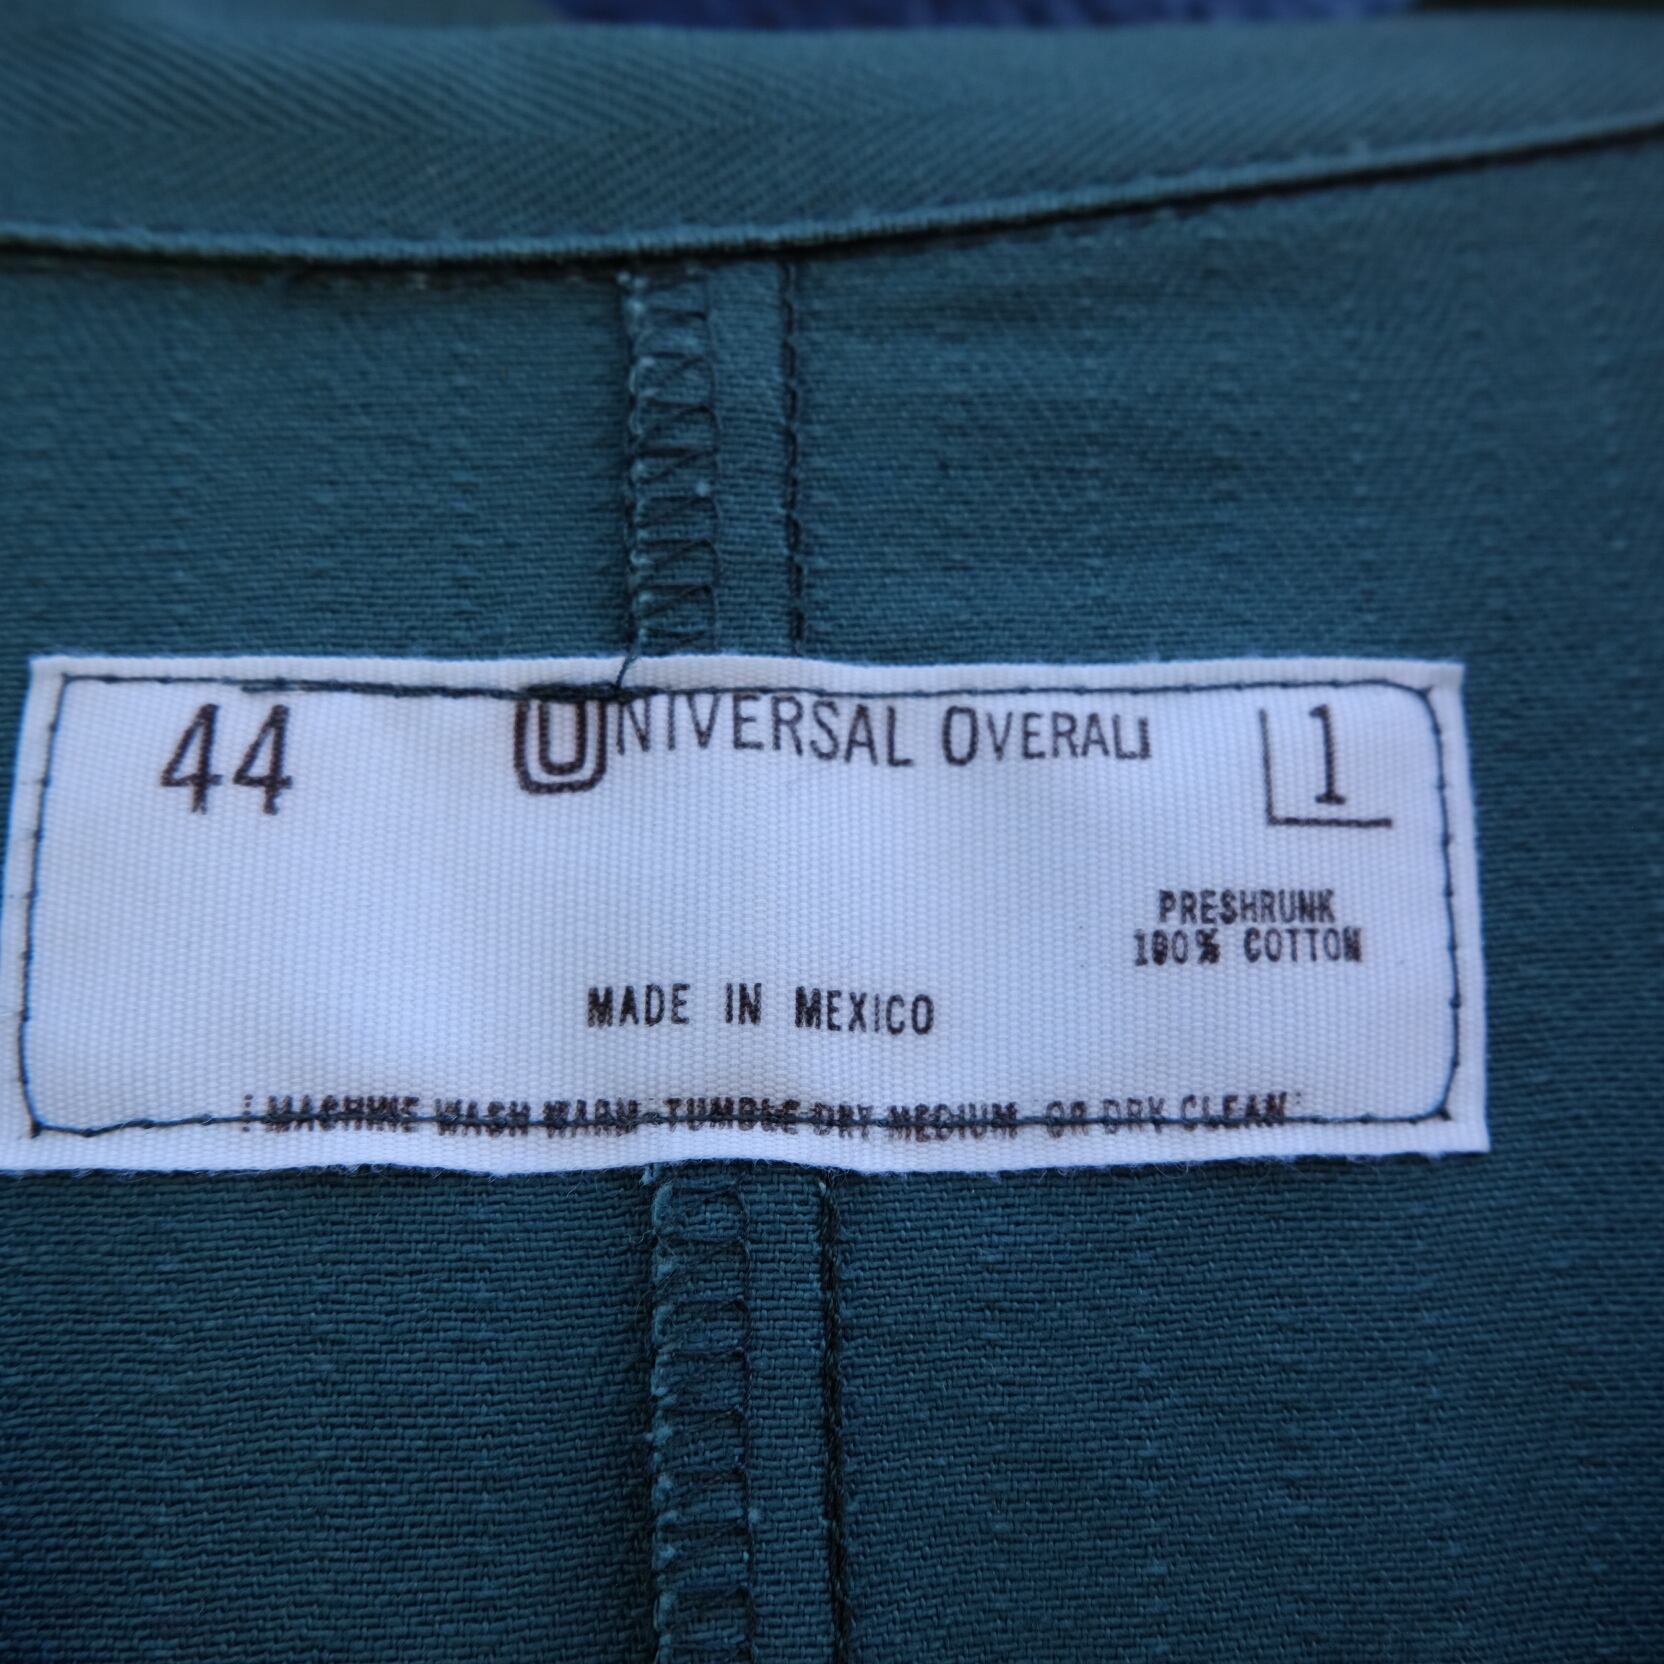 44 UNIVERSAL OVERALL 1
PRESHRUNK
100% COTTON
MADE IN MEXICO
MACHINE WASH WARM TUMBLE DRY MEDIUM OR DRY CLEAN